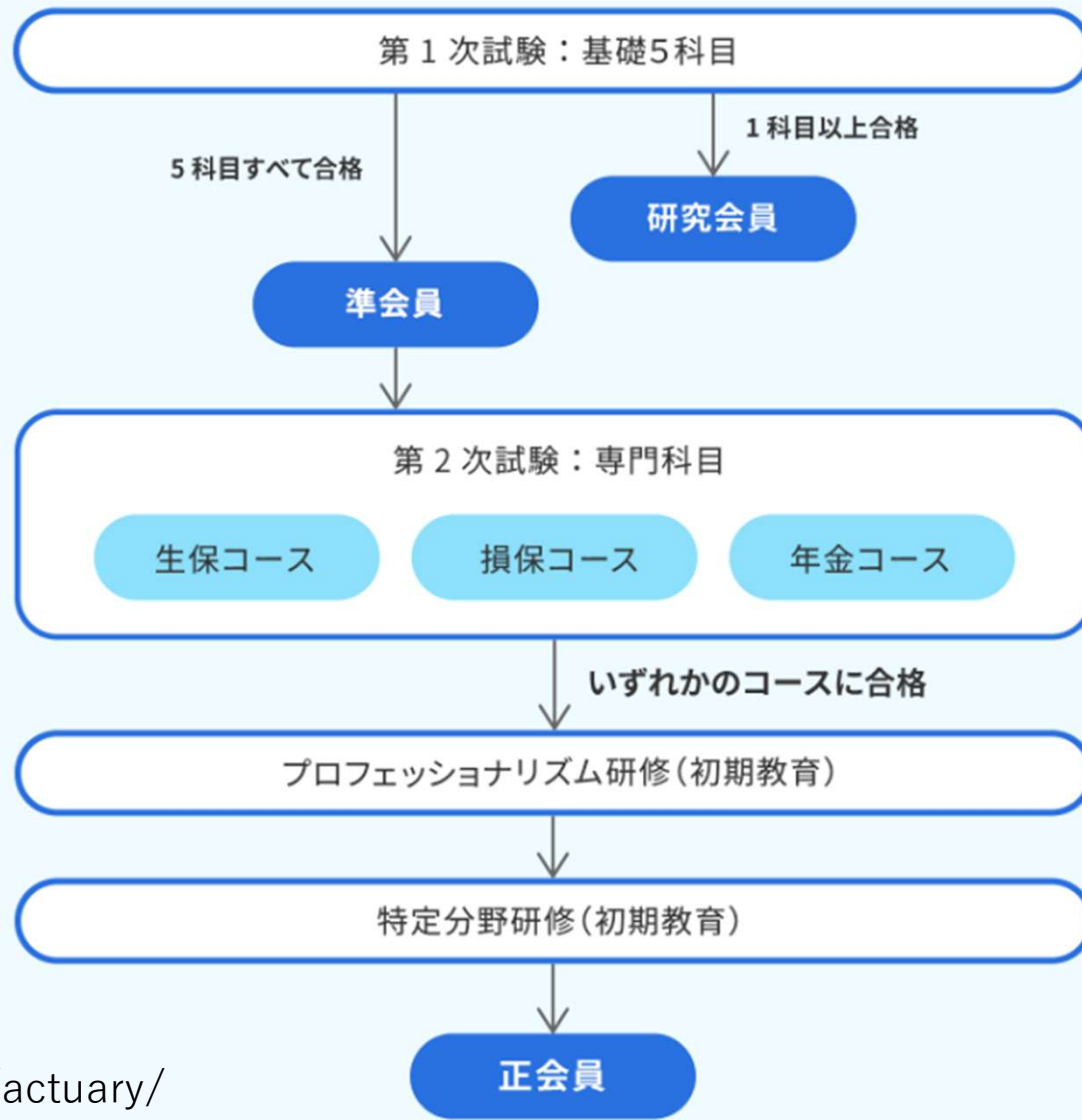 第1次試験：基礎5科目
1科目以上合格
5科目すべて合格
研究会員
準会員
第2次試験：専門科目
生保コース
損保コース
年金コース
いずれかのコースに合格
プロフェッショナリズム研修（初期教育）
特定分野研修（初期教育）
正会員
actuary/